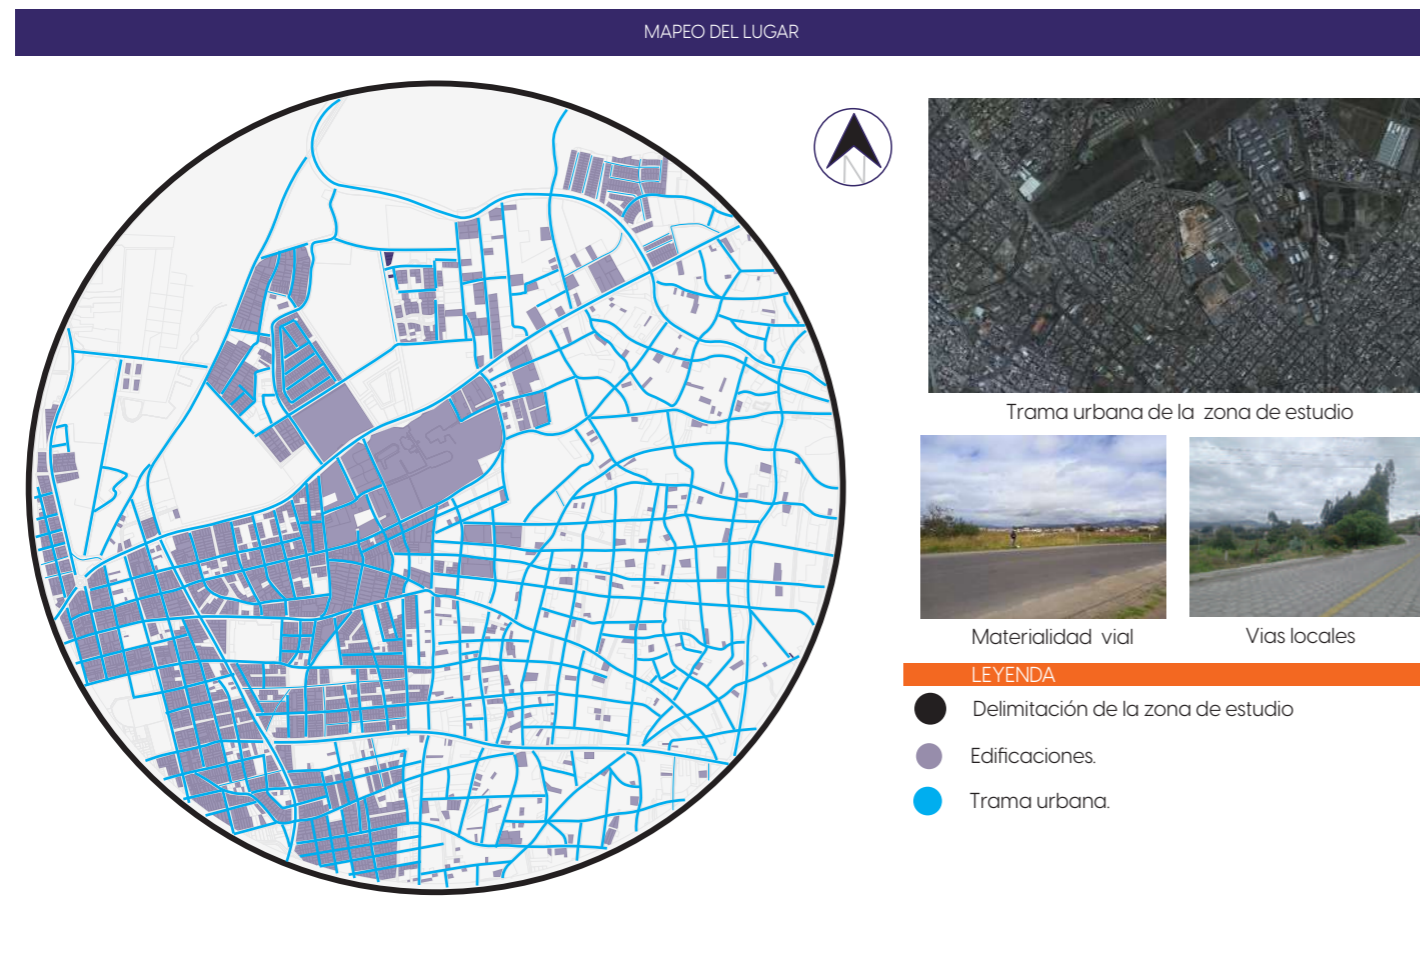 MAPEO DEL LUGAR
N
Trama urbana de la zona de estudio
Materialidad vial
Vias locales
LEYENDA
Delimitación de la zona de estudio
Edificaciones.
Trama urbana.